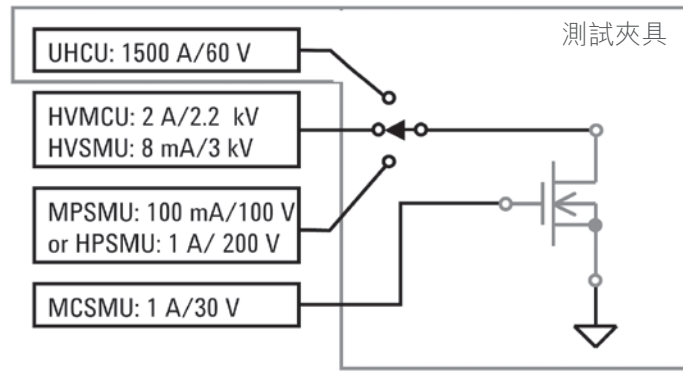 測試夾具
UHCU: 1500 A/60 V
HVMCU: 2 A/2.2 kV
HVSMU: 8 mA/3 kV
MPSMU: 100 mA/100 V
or HPSMU: 1 A/ 200 V
MCSMU: 1 A/30 V